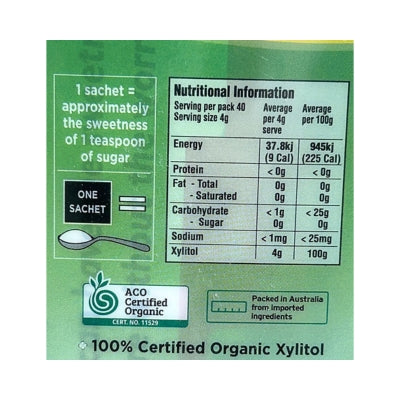 1 sachet =
approximately
the sweetness
of 1 teaspoon
of sugar
ONE
SACHET
Nutritional Information
Serving per pack 40 Average Average
Serving size 4g per 4g per 100g
serve
Energy 37.8kj 945kj
(9 Cal) (225 Cal)
Protein < 0g < 0g
Fat - Total 0g 0g
- Saturated 0g 0g
Carbohydrate < 1g < 25g
- Sugar 0g 0g
Sodium < 1mg < 25mg
Xylitol 4g 100g
ACO
Certified
Organic
CERT. NO. 11529
Packed in Australia
from imported
ingredients
100% Certified Organic Xylitol